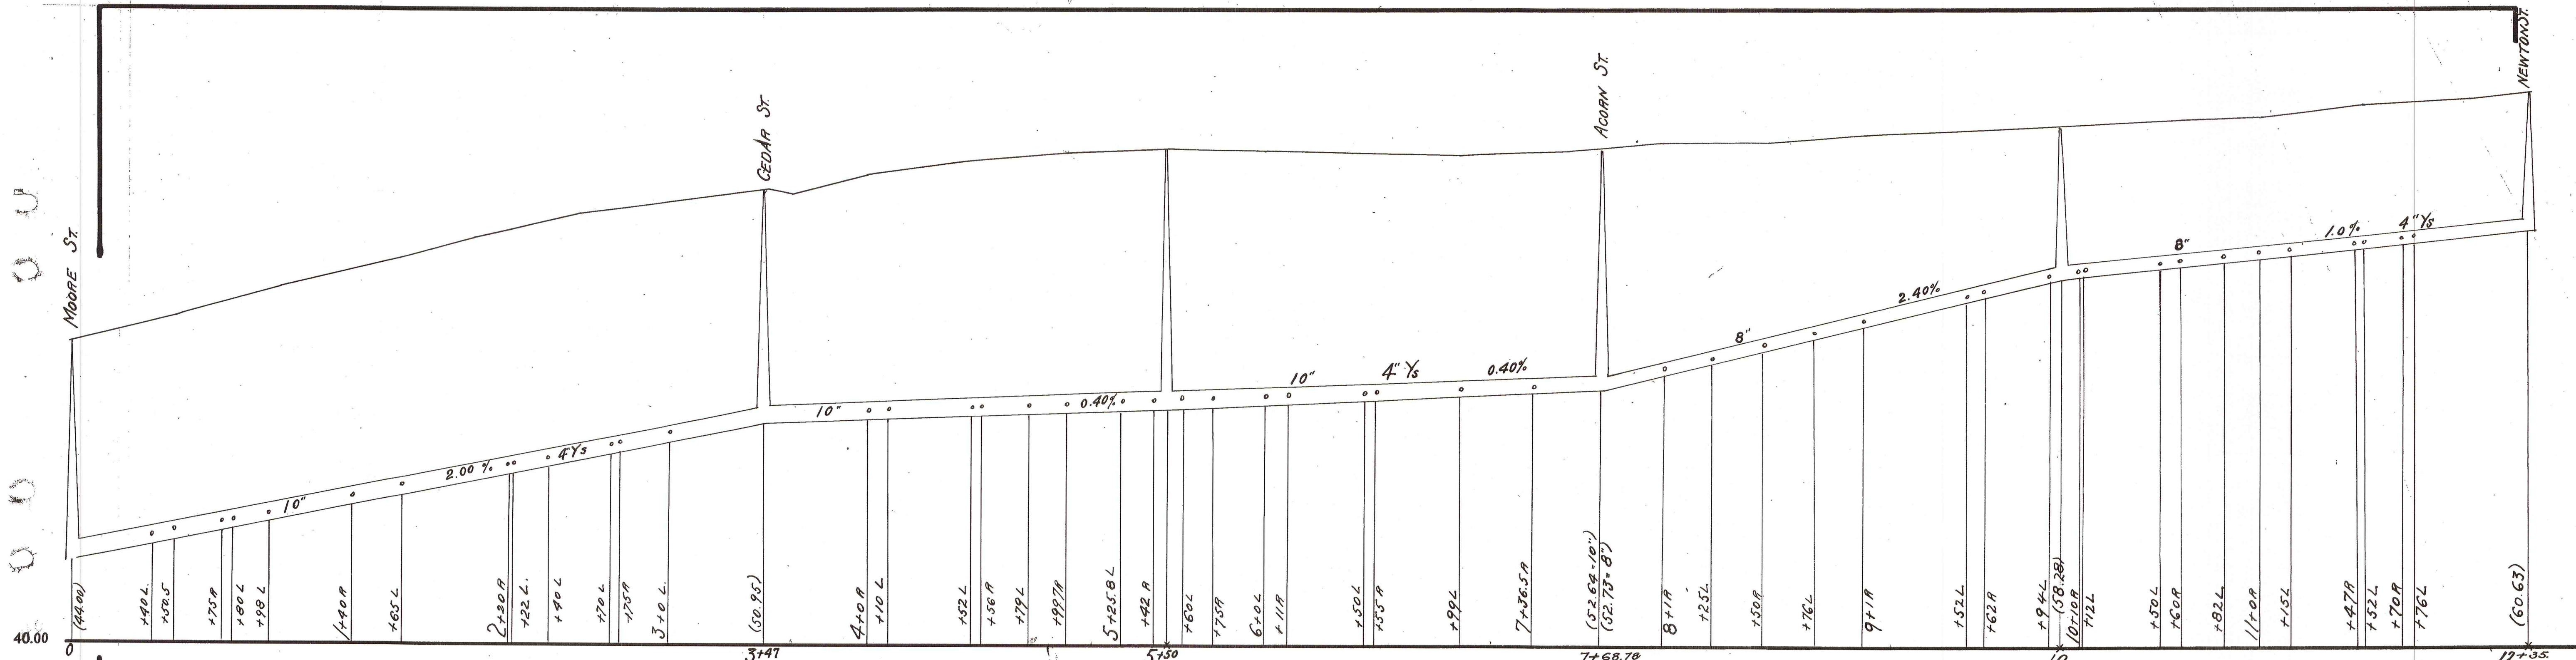 MOORE ST.
CEDAR ST.
ACORN ST.
NEWTON ST.
10"
2.00 %
4"Ys
10"
0.40%
10"
4" Ys
0.40%
8"
2.40%
8"
1.0%
4" Ys
40.00
(44.00)
+40 L.
+50.5
+75 R
+80 L
+98 L
1+40 R
+65 L
2+20 R
+22 L.
+40 L
+70 L
+75 R
3+0 L.
(50.95)
4+0 R
+10 L
+52 L
+56 R
+79 L
+997R
5+25.8 L
+42 R
+60 L
+75R
6+0 L
+11R
+50 L
+55 R
+99 L
7+36.5 R
(52.64=10")
(52.73=8")
8+1 R
+25 L
+50 R
+76 L
9+1 R
+52 L
+62 R
+94 L
(58.28)
10+10 R
+12 L
+50 L
+60 R
+82 L
11+0 R
+15 L
+47 R
+52 L
+70 R
+76 L
(60.63)
0
3+47
5+50
7+68.78
10
12+35.